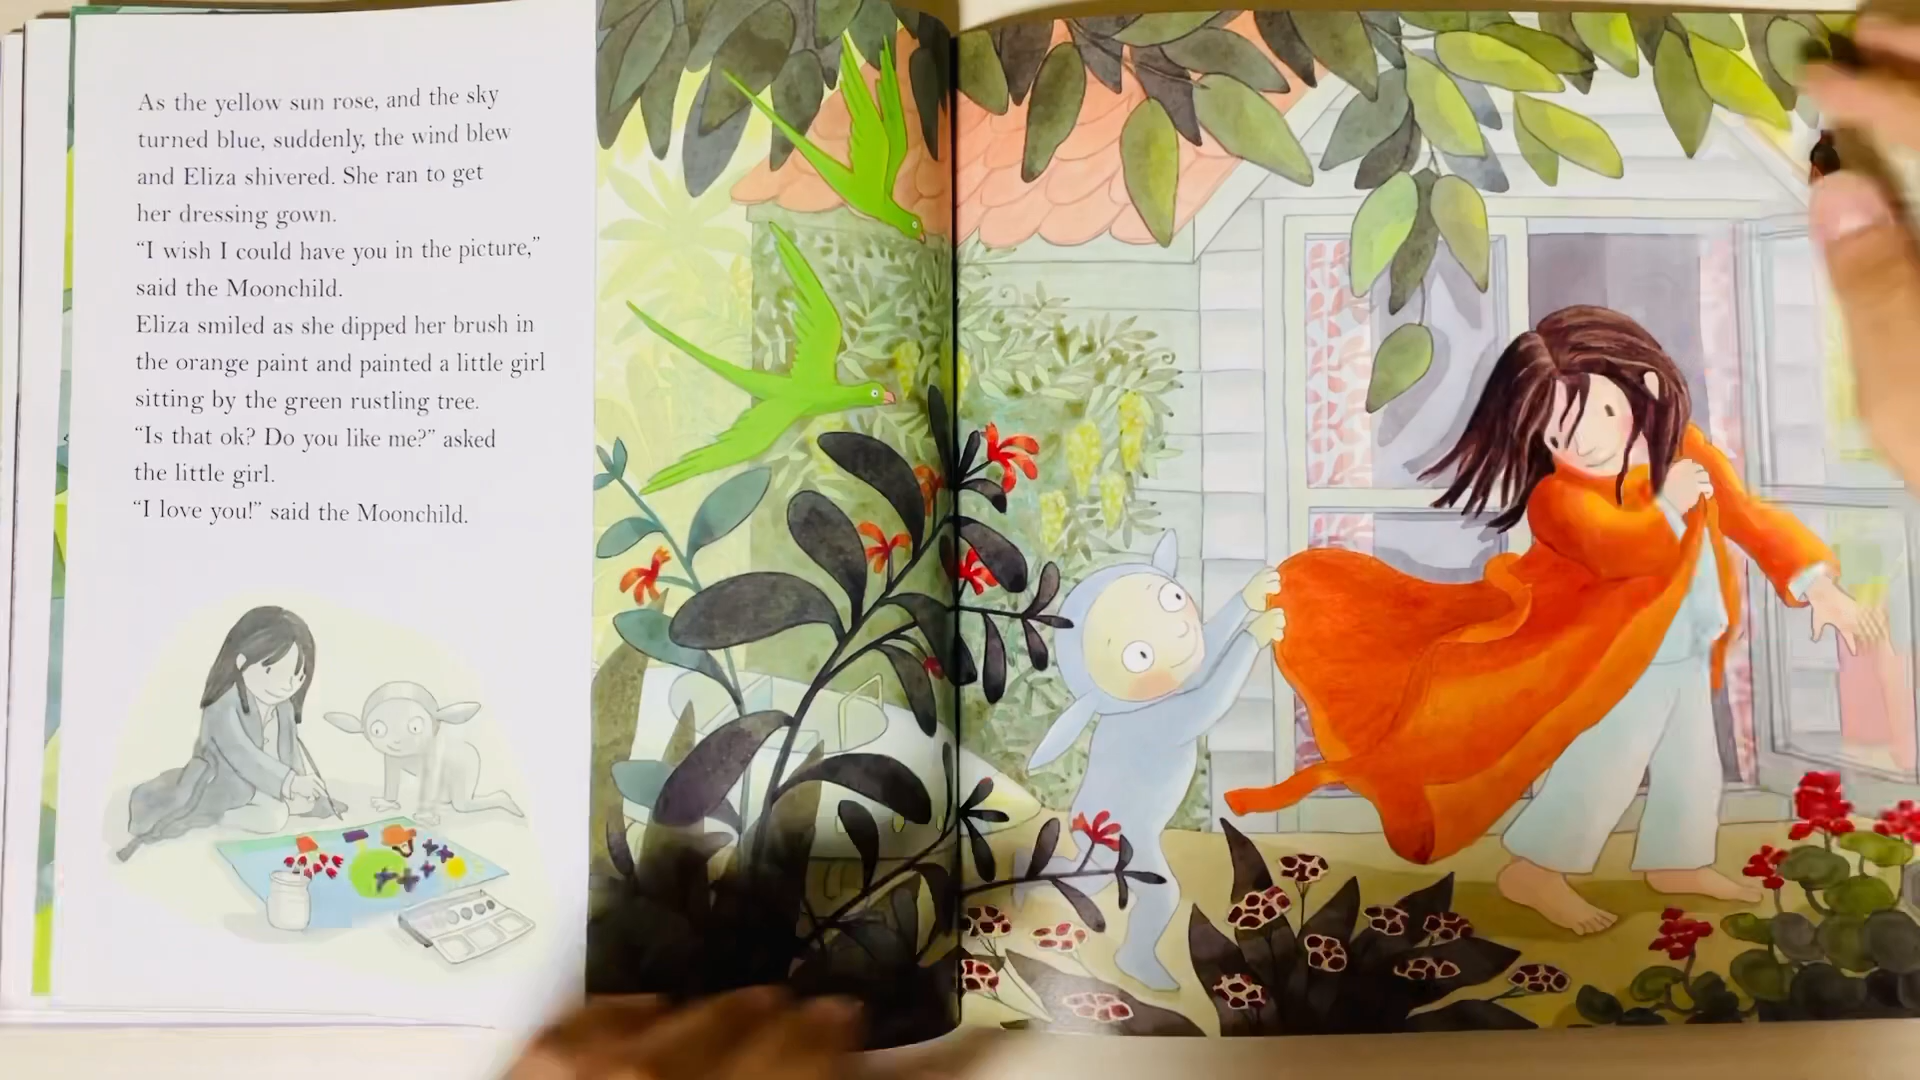 As the yellow sun rose, and the sky
turned blue, suddenly, the wind blew
and Eliza shivered. She ran to get
her dressing gown.
“I wish I could have you in the picture,”
said the Moonchild.
Eliza smiled as she dipped her brush in
the orange paint and painted a little girl
sitting by the green rustling tree.
“Is that ok? Do you like me?” asked
the little girl.
“I love you!” said the Moonchild.